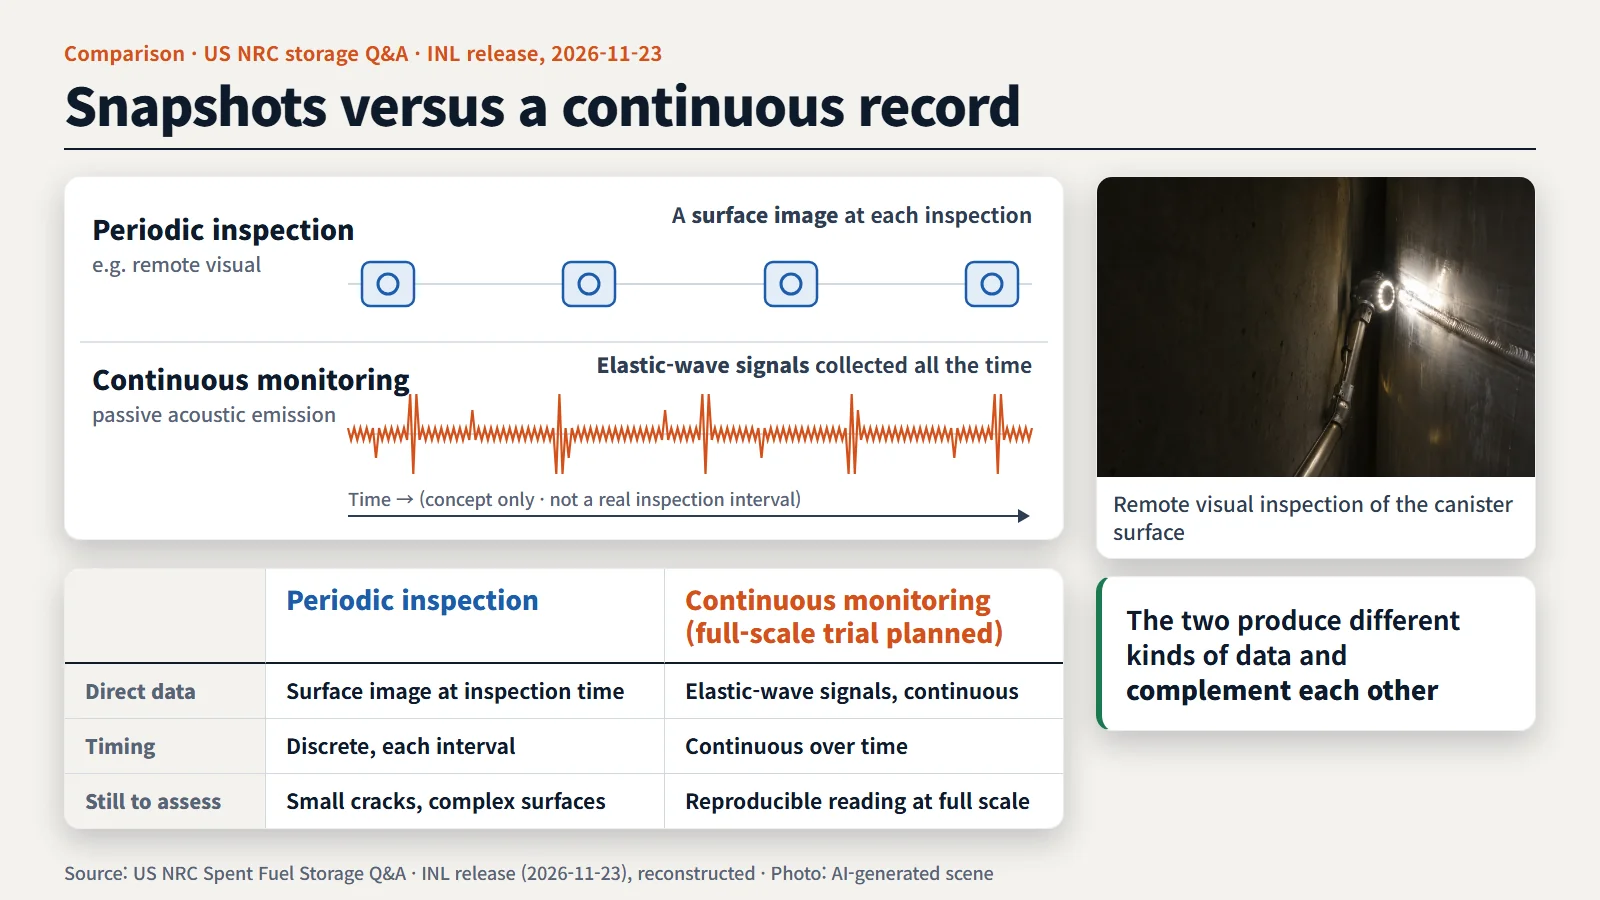 Comparison · US NRC storage Q&A · INL release, 2026-11-23
Snapshots versus a continuous record
Periodic inspection
e.g. remote visual
A surface image at each inspection
Continuous monitoring
passive acoustic emission
Elastic-wave signals collected all the time
Time → (concept only · not a real inspection interval)
Remote visual inspection of the canister
surface
The two produce different
kinds of data and
complement each other
Periodic inspection
Continuous monitoring
(full-scale trial planned)
Direct data
Surface image at inspection time
Elastic-wave signals, continuous
Timing
Discrete, each interval
Continuous over time
Still to assess
Small cracks, complex surfaces
Reproducible reading at full scale
Source: US NRC Spent Fuel Storage Q&A · INL release (2026-11-23), reconstructed · Photo: AI-generated scene